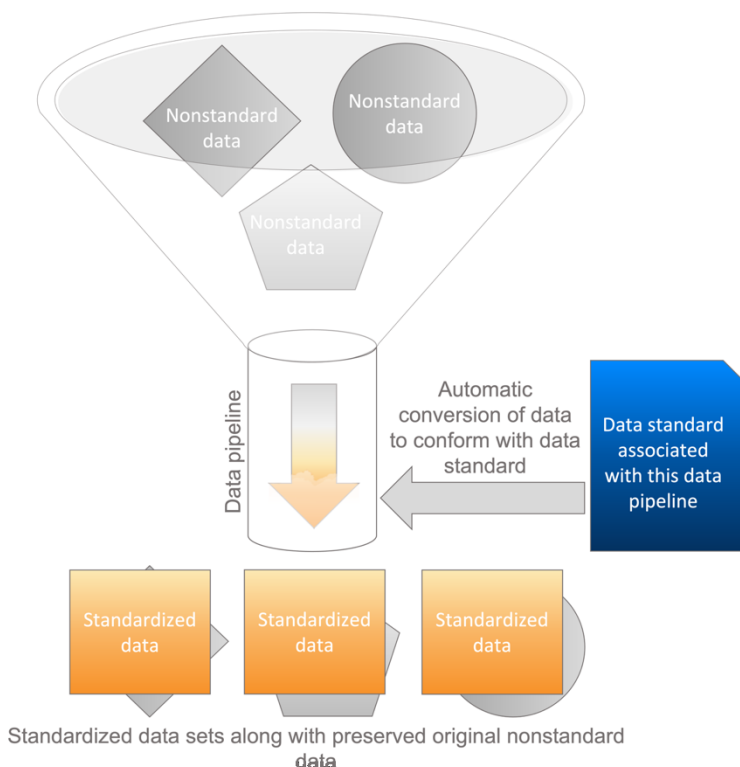 Nonstandard
data
Nonstandard
data
Nonstandard
data
Data pipeline
Automatic
conversion of data
to conform with data
standard
Data standard
associated
with this data
pipeline
Standardized
data
Standardized
data
Standardized
data
Standardized data sets along with preserved original nonstandard
data